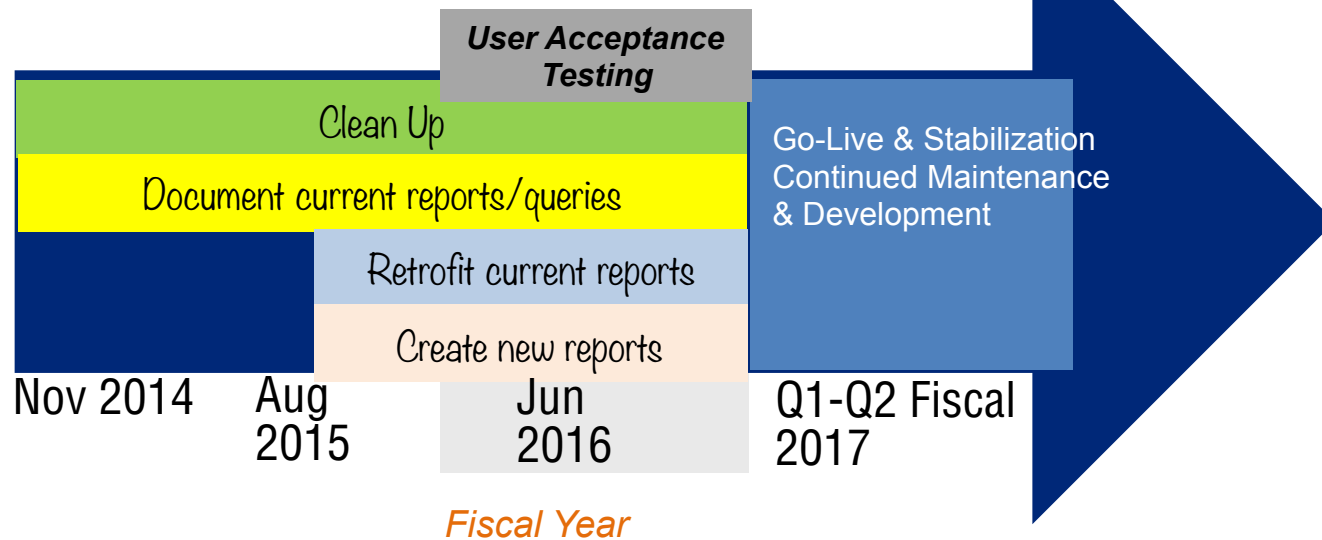 User Acceptance
Testing
Clean Up
Document current reports/queries
Retrofit current reports
Create new reports
Go-Live & Stabilization
Continued Maintenance
& Development
Nov 2014
Aug
2015
Jun
2016
Q1-Q2 Fiscal
2017
Fiscal Year